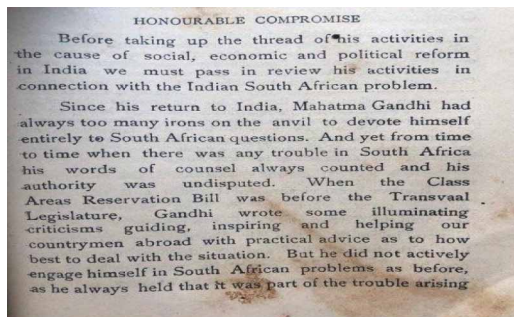 HONOURABLE COMPROMISE
Before taking up the thread of his activities in
the cause of social, economic and political reform
in India we must pass in review his activities in
connection with the Indian South African problem.
Since his return to India, Mahatma Gandhi had
always too many irons on the anvil to devote himself
entirely to South African questions. And yet from time
to time when there was any trouble in South Africa
his words of counsel always counted and his
authority was undisputed. When the Class
Areas Reservation Bill was before the Transvaal
Legislature, Gandhi wrote some illuminating
criticisms guiding, inspiring and helping our
countrymen abroad with practical advice as to how
best to deal with the situation. But he did not actively
engage himself in South African problems as before,
as he always held that it was part of the trouble arising